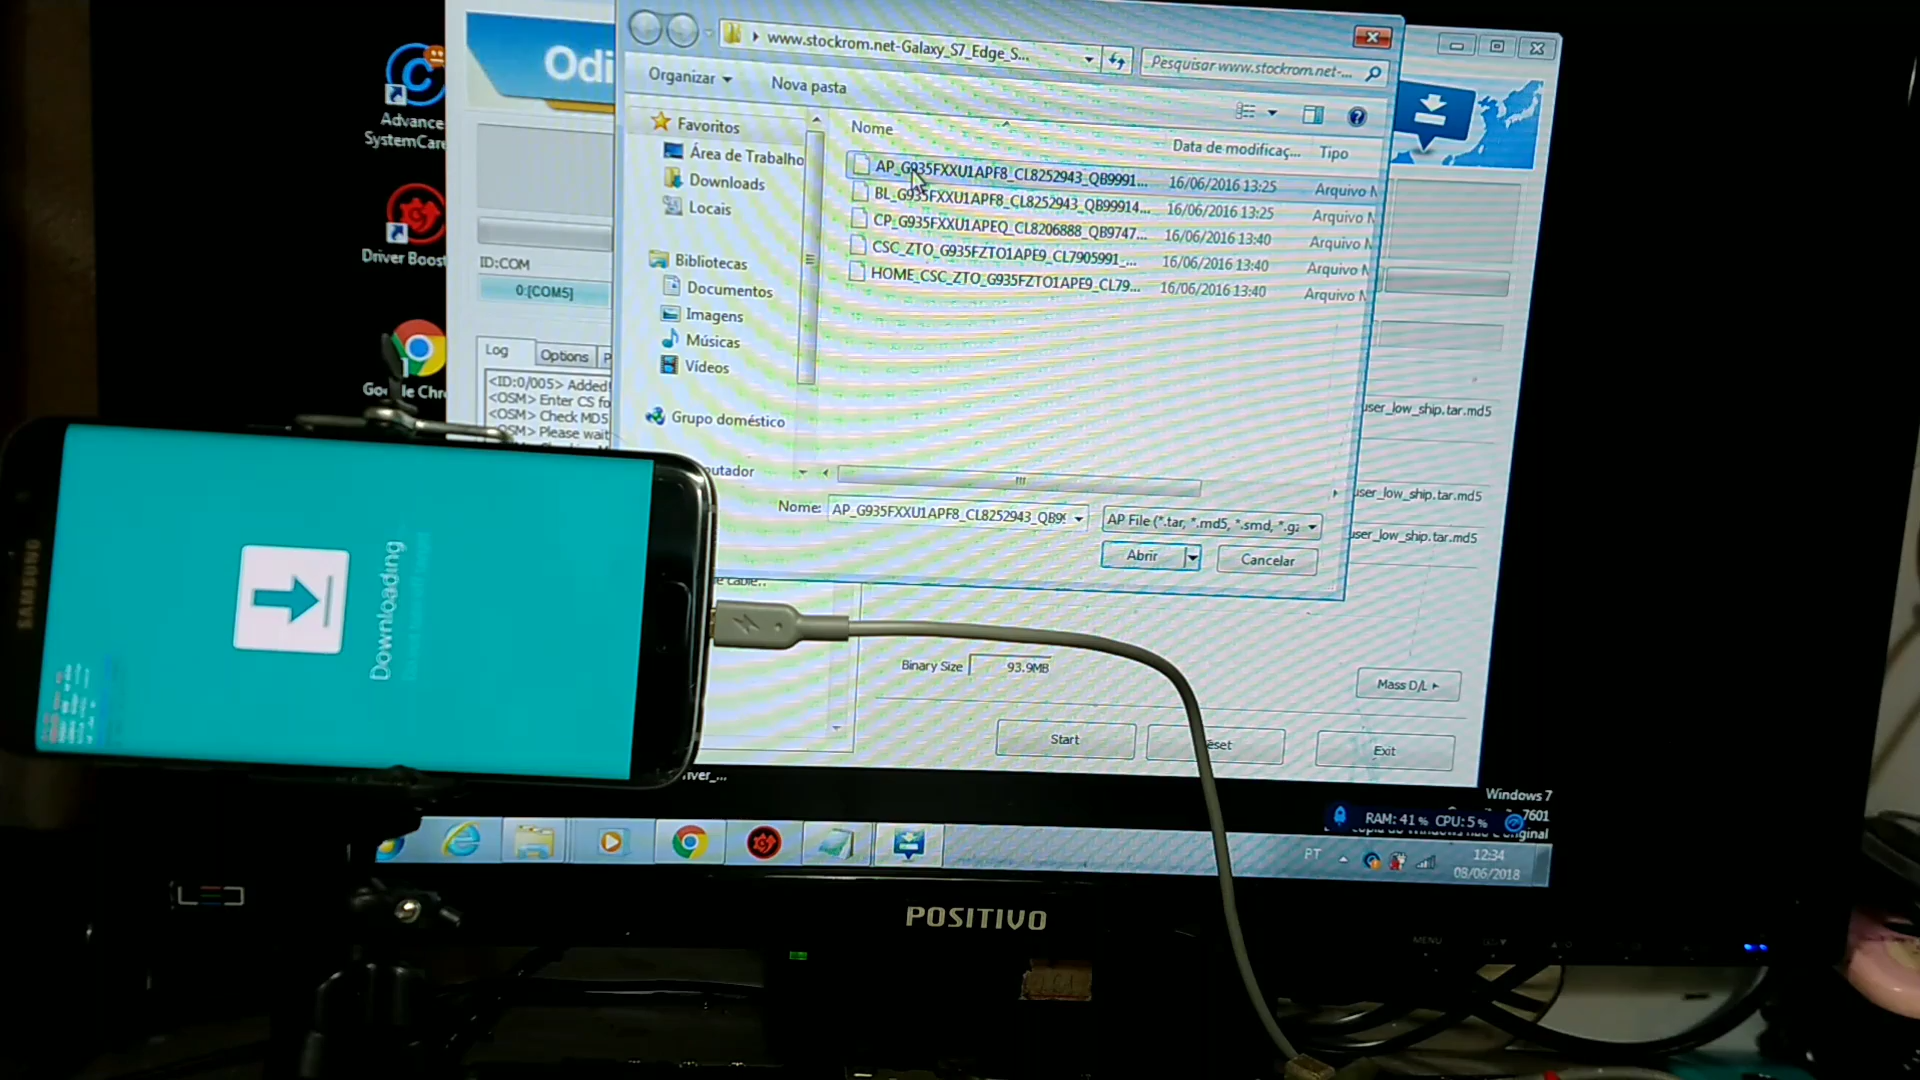 Odi
www.stockrom.net-Galaxy_S7_Edge_S...
Pesquisar www.stockrom.net-...
Organizar
Nova pasta
Favoritos
Área de Trabalho
Downloads
Locais
Bibliotecas
Documentos
Imagens
Músicas
Vídeos
Grupo doméstico
putador
Nome
Data de modificaç...
Tipo
AP_G935FXXU1APF8_CL8252943_QB9991...
16/06/2016 13:25
Arquivo
BL_G935FXXU1APF8_CL8252943_QB99914...
16/06/2016 13:25
Arquivo
CP_G935FXXU1APEQ_CL8206888_QB9747...
16/06/2016 13:40
Arquivo
CSC_ZTO_G935FZTO1APE9_CL7905991_...
16/06/2016 13:40
Arquivo
HOME_CSC_ZTO_G935FZTO1APE9_CL79...
16/06/2016 13:40
Arquivo
Nome:
AP_G935FXXU1APF8_CL8252943_QB9
AP File (*.tar, *.md5, *.smd, *.gz
Abrir
Cancelar
Advance
SystemCare
Driver Boost
ID:COM
0:[COM5]
Log
Options
P
<ID:0/005> Added!
<OSM> Enter CS fo
<OSM> Check MD5
OSM> Please wait
user_low_ship.tar.md5
user_low_ship.tar.md5
user_low_ship.tar.md5
Binary Size
93.9MB
Mass D/L
Start
eset
Exit
SAMSUNG
Downloading
Windows 7
7601
RAM: 41% CPU: 5%
PT
12:34
08/06/2018
POSITIVO
MENU